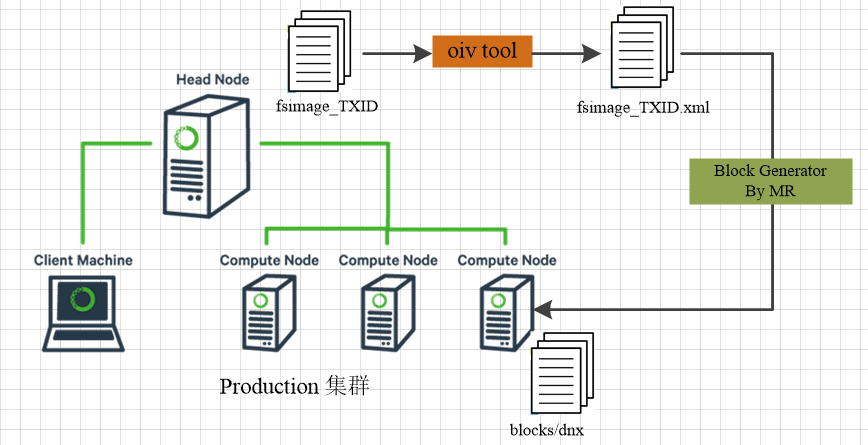 oiv tool
Head Node
fsimage_TXID
fsimage_TXID.xml
Block Generator
By MR
Client Machine
Compute Node
Compute Node
Compute Node
Production 集群
blocks/dnx